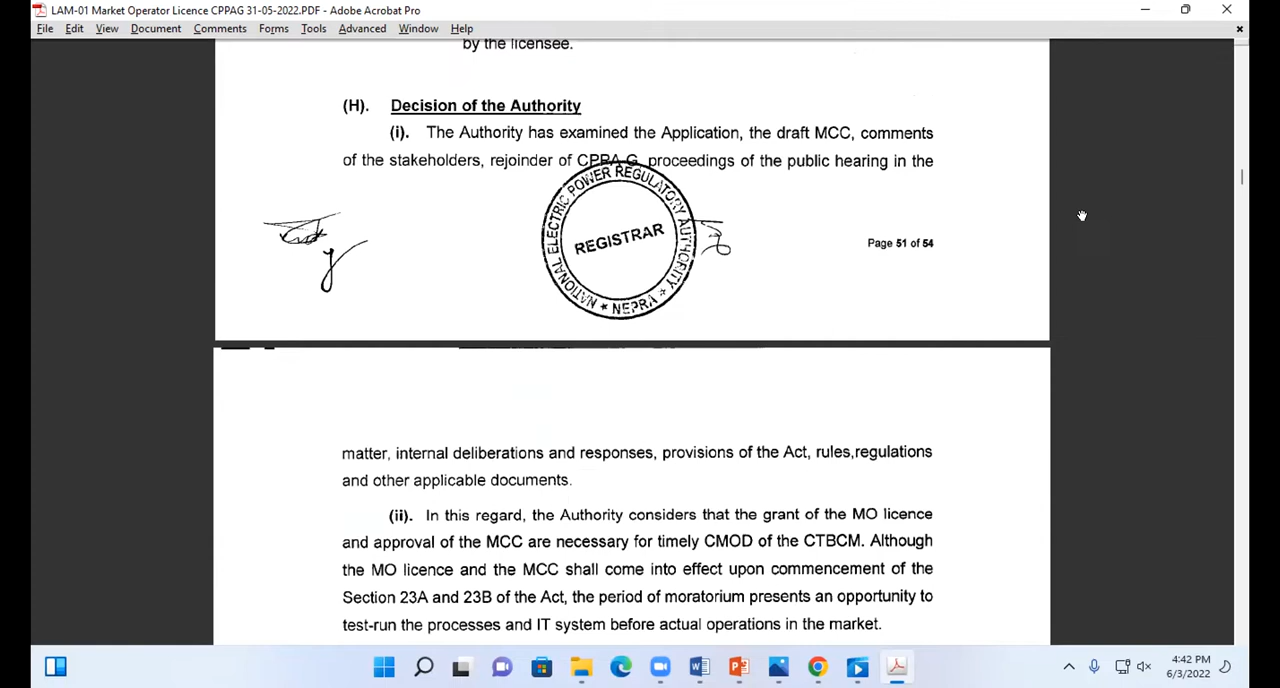 LAM-01 Market Operator Licence CPPAG 31-05-2022.PDF - Adobe Acrobat Pro
File Edit View Document Comments Forms Tools Advanced Window Help
by the licensee.
(H). Decision of the Authority
(i). The Authority has examined the Application, the draft MCC, comments
of the stakeholders, rejoinder of CPPA-G, proceedings of the public hearing in the
NATIONAL ELECTRIC POWER REGULATORY AUTHORITY
REGISTRAR
★ NEPRA ★
Page 51 of 54
matter, internal deliberations and responses, provisions of the Act, rules,regulations
and other applicable documents.
(ii). In this regard, the Authority considers that the grant of the MO licence
and approval of the MCC are necessary for timely CMOD of the CTBCM. Although
the MO licence and the MCC shall come into effect upon commencement of the
Section 23A and 23B of the Act, the period of moratorium presents an opportunity to
test-run the processes and IT system before actual operations in the market.
4:42 PM
6/3/2022